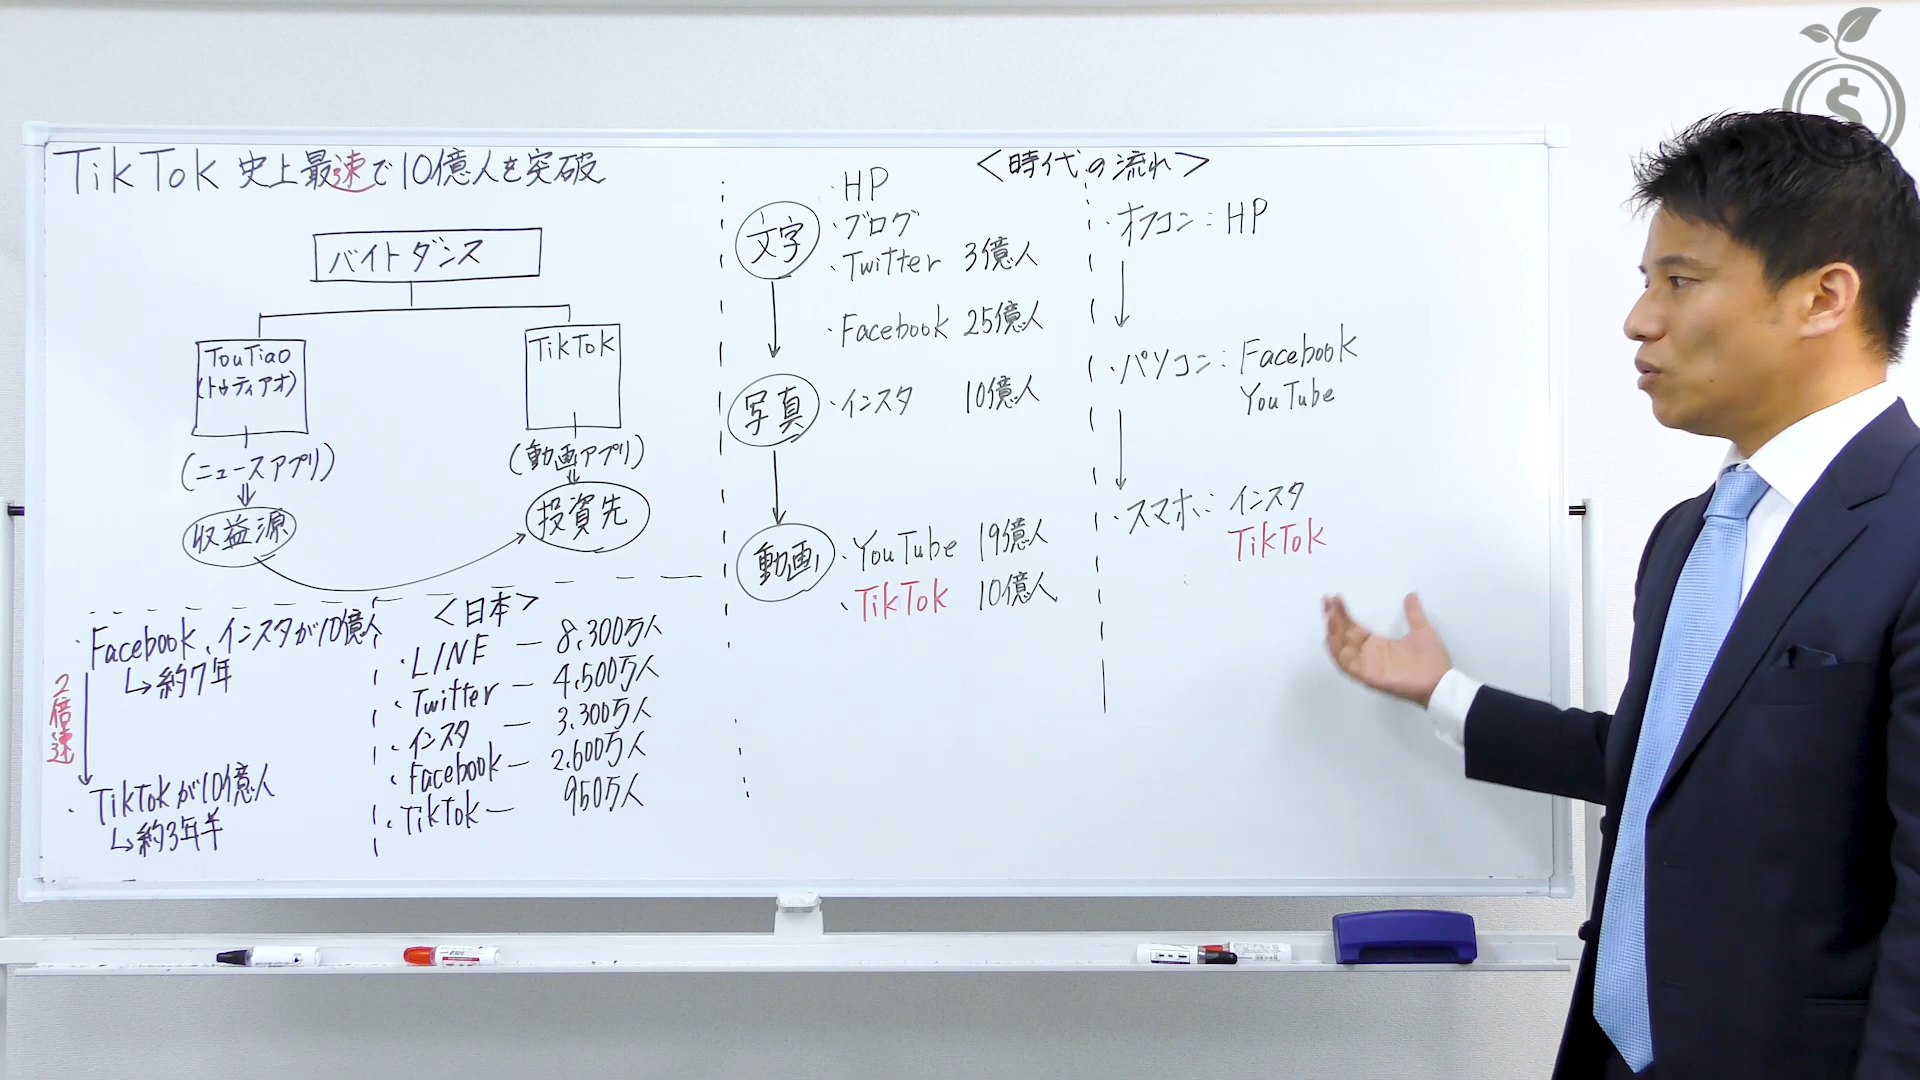 TikTok 史上最速で10億人を突破
バイトダンス
TouTiao
(トゥティアオ)
(ニュースアプリ)
収益源
TikTok
(動画アプリ)
投資先
・Facebook、インスタが10億人
↳約7年
2倍速
・TikTokが10億人
↳約3年半
<日本>
・LINE ー 8,300万人
・Twitter ー 4,500万人
・インスタ ー 3,300万人
・Facebook ー 2,600万人
・TikTok ー 950万人
文字
・HP
・ブログ
・Twitter 3億人
・Facebook 25億人
写真
・インスタ 10億人
動画
・YouTube 19億人
・TikTok 10億人
<時代の流れ>
・オフコン:HP
・パソコン:Facebook
YouTube
・スマホ:インスタ
TikTok
$